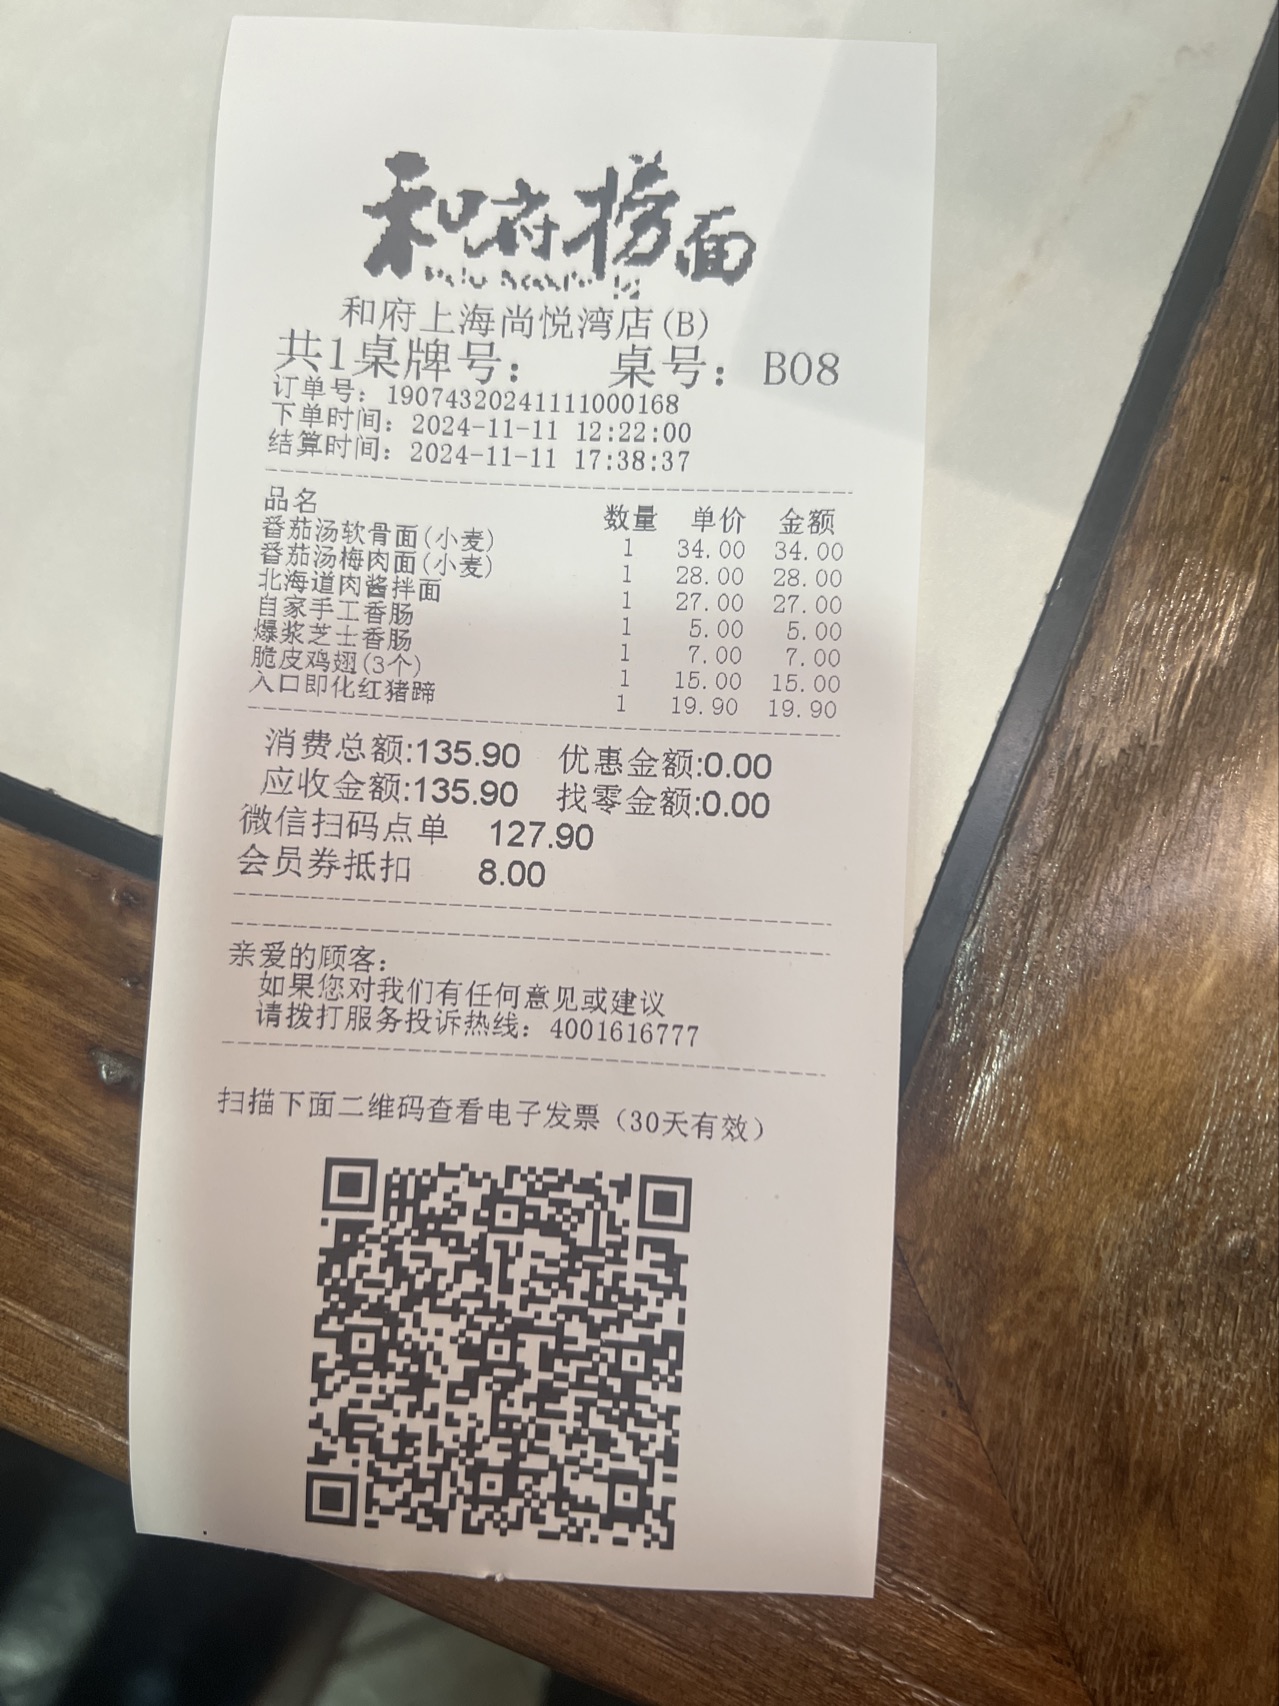 和府捞面
和府上海尚悦湾店(B)
共1桌牌号： 桌号：B08
订单号：19074320241111000168
下单时间：2024-11-11 12:22:00
结算时间：2024-11-11 17:38:37
品名 数量 单价 金额
番茄汤软骨面(小麦) 1 34.00 34.00
番茄汤梅肉面(小麦) 1 28.00 28.00
北海道肉酱拌面 1 27.00 27.00
自家手工香肠 1 5.00 5.00
爆浆芝士香肠 1 7.00 7.00
脆皮鸡翅(3个) 1 15.00 15.00
入口即化红猪蹄 1 19.90 19.90
消费总额:135.90 优惠金额:0.00
应收金额:135.90 找零金额:0.00
微信扫码点单 127.90
会员券抵扣 8.00
亲爱的顾客：
如果您对我们有任何意见或建议
请拨打服务投诉热线：4001616777
扫描下面二维码查看电子发票（30天有效）